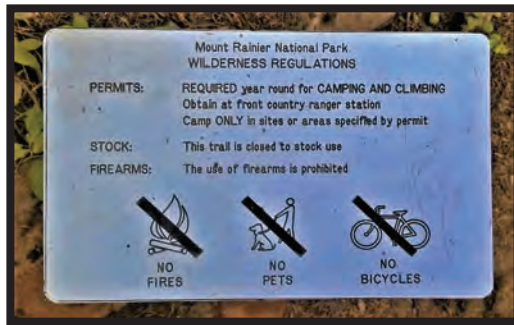 Mount Rainier National Park
WILDERNESS REGULATIONS
PERMITS: REQUIRED year round for CAMPING AND CLIMBING
Obtain at front country ranger station
Camp ONLY in sites or areas specified by permit
STOCK: This trail is closed to stock use
FIREARMS: The use of firearms is prohibited
NO FIRES
NO PETS
NO BICYCLES